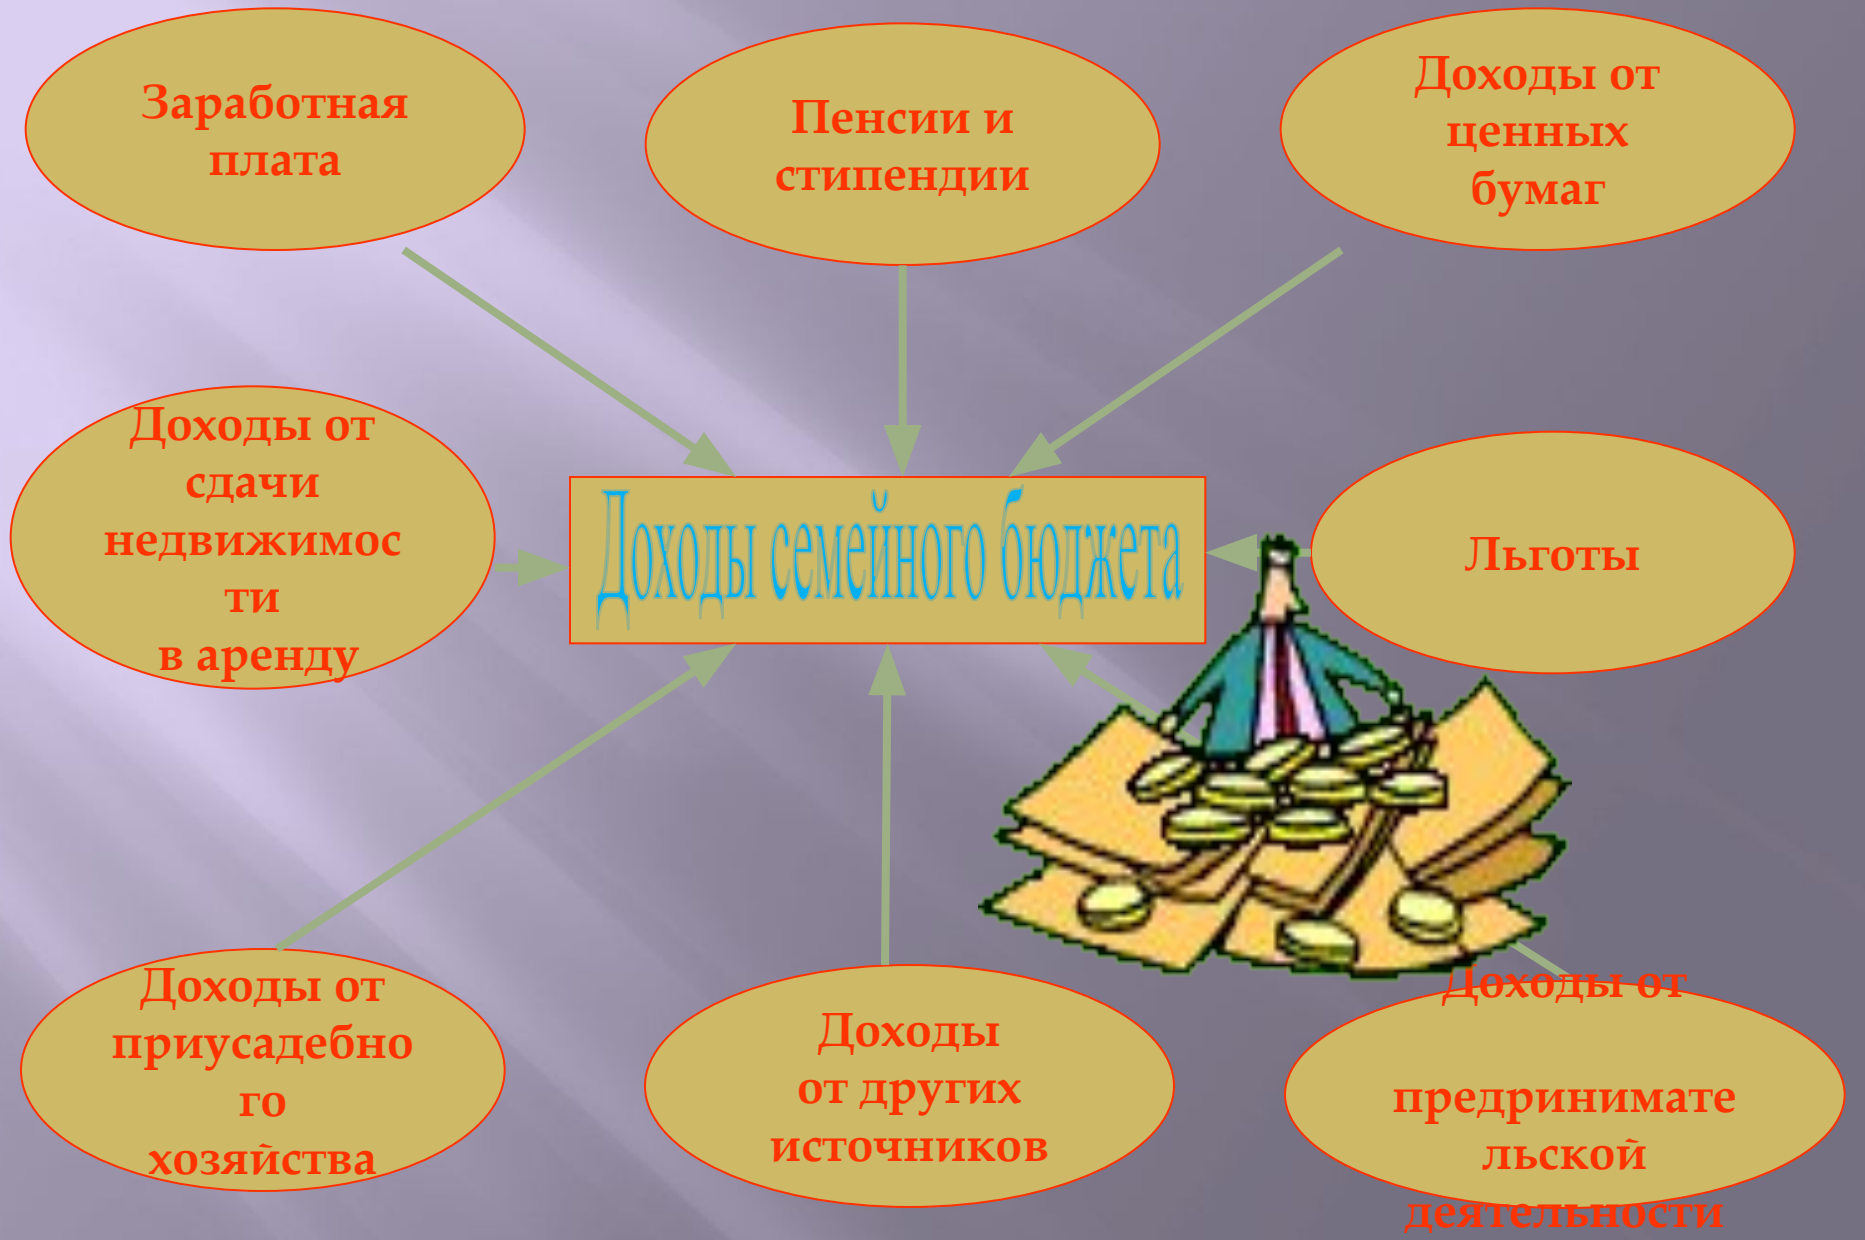 Заработная
плата
Пенсии и
стипендии
Доходы от
ценных
бумаг
Доходы от
сдачи
недвижимос
ти
в аренду
Доходы семейного бюджета
Льготы
Доходы от
приусадебно
го
хозяйства
Доходы
от других
источников
Доходы от
предпринимате
льской
деятельности